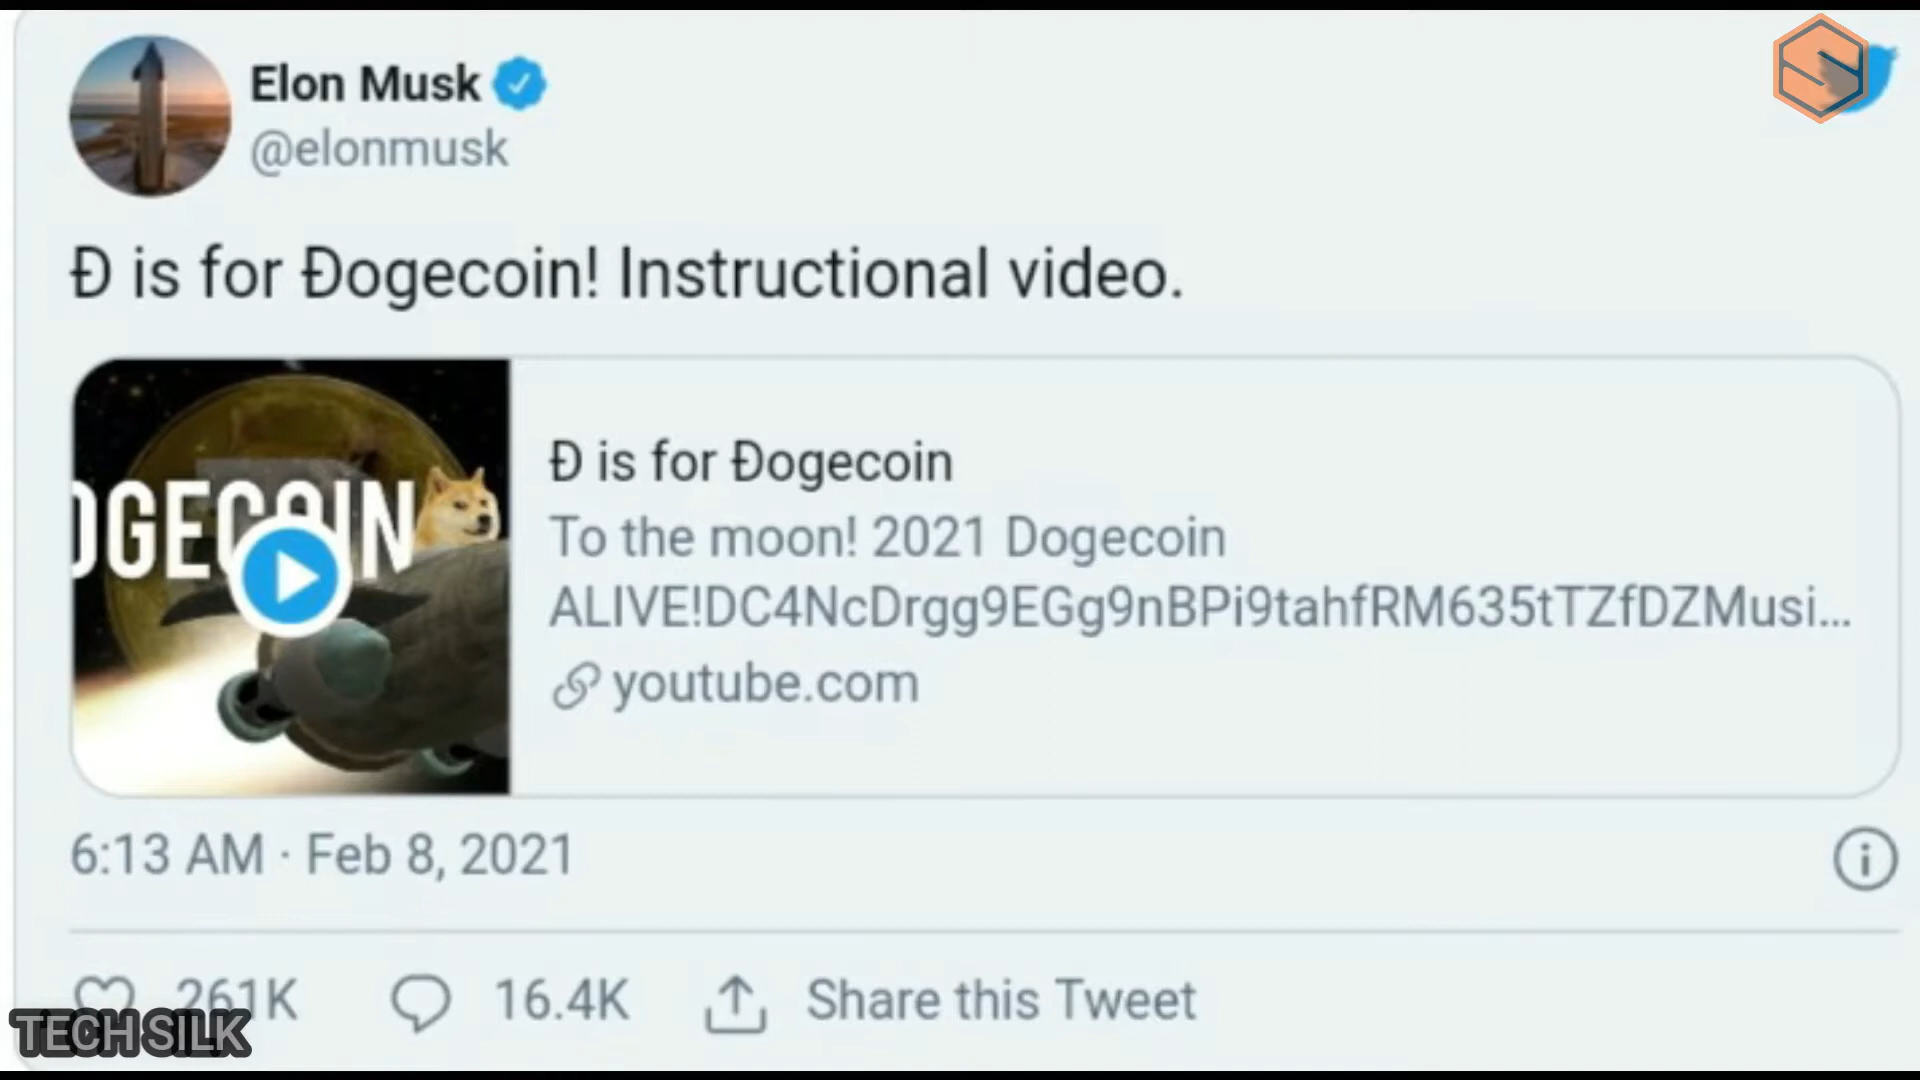 Elon Musk
@elonmusk
Đ is for Đogecoin! Instructional video.
OGECOIN
Đ is for Đogecoin
To the moon! 2021 Dogecoin
ALIVE!DC4NcDrgg9EGg9nBPi9tahfRM635tTZfDZMusi...
youtube.com
6:13 AM · Feb 8, 2021
261K 16.4K Share this Tweet
TECH SILK